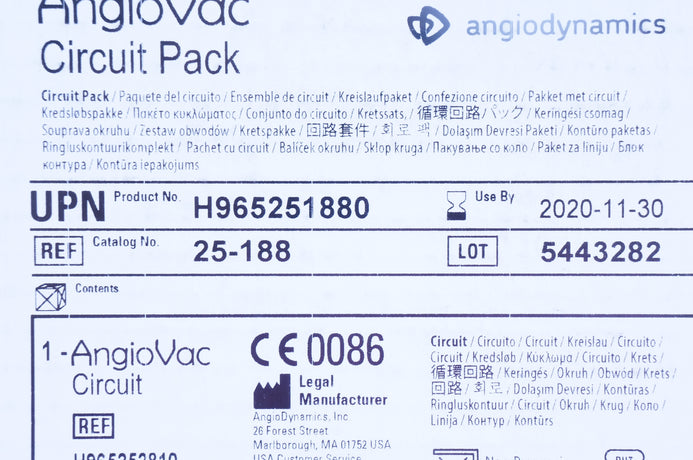 AngioVac
angiodynamics
Circuit Pack
Circuit Pack / Paquete del circuito / Ensemble de circuit / Kreislaufpaket / Confezione circuito / Pakket met circuit /
Kredsløbspakke / Πακέτο κυκλώματος / Conjunto do circuito / Kretssats, / 循環回路パック / Keringési csomag /
Souprava okruhu / Zestaw obwodów / Kretspakke / 回路套件 / 회로 팩 / Dolaşım Devresi Paketi / Kontūro paketas /
Ringluskontuurikomplekt / Pachet cu circuit / Balíček okruhu / Sklop kruga / Пакување со коло / Paket za liniju / Блок
контура / Kontūra iepakojums
UPN Product No. H965251880 Use By 2020-11-30
REF Catalog No. 25-188 LOT 5443282
Contents
1 - AngioVac
Circuit
REF
CE 0086
Legal
Manufacturer
AngioDynamics, Inc
26 Forest Street
Marlborough, MA 01752 USA
USA Customer Service
Circuit / Circuito / Circuit / Kreislau / Circuito /
Circuit / Kredsløb / Κύκλωμα / Circuito / Krets /
循環回路 / Keringés / Okruh / Obwód / Krets /
回路 / 회로 / Dolaşım Devresi / Kontūras /
Ringluskontuur / Circuit / Okruh / Krug / Коло /
Linija / Контур / Kontūrs